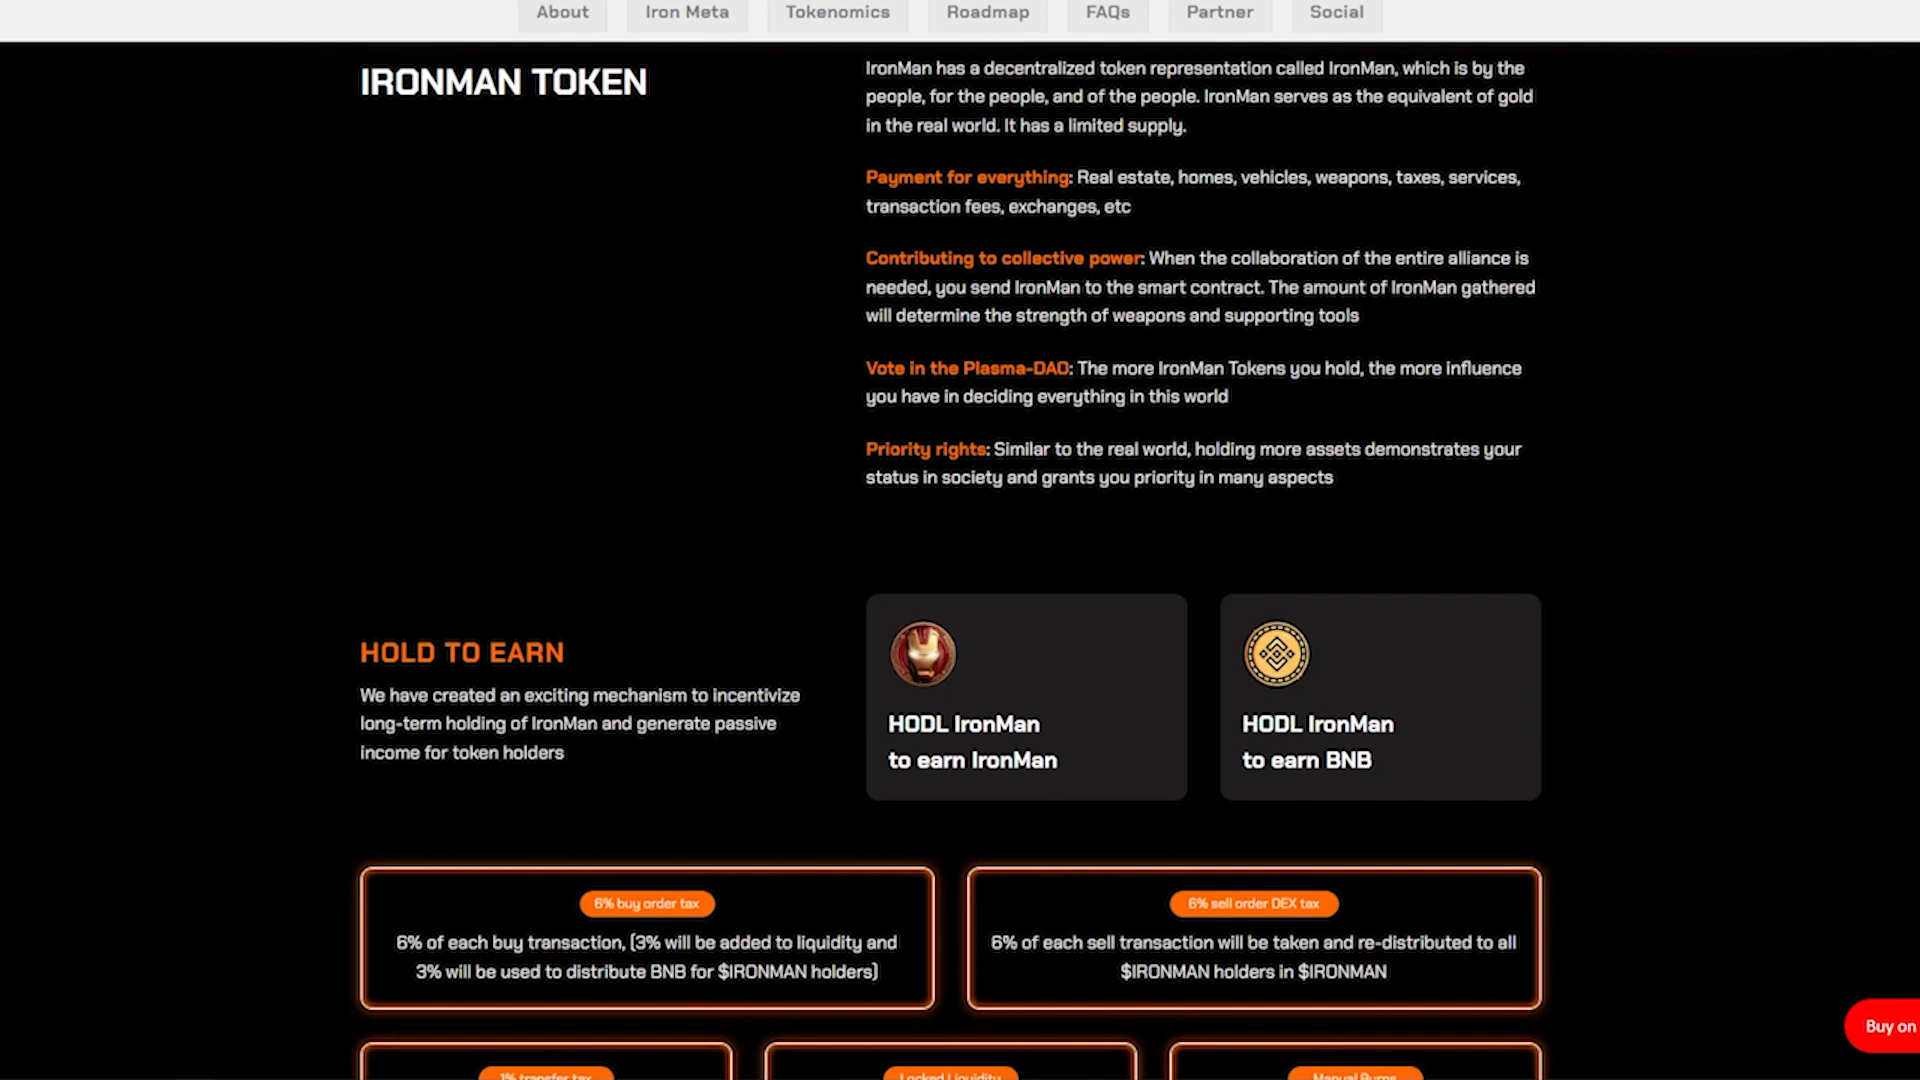 About Iron Meta Tokenomics Roadmap FAQs Partner Social
IRONMAN TOKEN
IronMan has a decentralized token representation called IronMan, which is by the
people, for the people, and of the people. IronMan serves as the equivalent of gold
in the real world. It has a limited supply.
Payment for everything: Real estate, homes, vehicles, weapons, taxes, services,
transaction fees, exchanges, etc
Contributing to collective power: When the collaboration of the entire alliance is
needed, you send IronMan to the smart contract. The amount of IronMan gathered
will determine the strength of weapons and supporting tools
Vote in the Plasma-DAO: The more IronMan Tokens you hold, the more influence
you have in deciding everything in this world
Priority rights: Similar to the real world, holding more assets demonstrates your
status in society and grants you priority in many aspects
HOLD TO EARN
We have created an exciting mechanism to incentivize
long-term holding of IronMan and generate passive
income for token holders
HODL IronMan
to earn IronMan
HODL IronMan
to earn BNB
6% buy order tax
6% of each buy transaction, (3% will be added to liquidity and
3% will be used to distribute BNB for $IRONMAN holders)
6% sell order DEX tax
6% of each sell transaction will be taken and re-distributed to all
$IRONMAN holders in $IRONMAN
Buy on
1% transfer tax
Locked Liquidity
Manual Burns